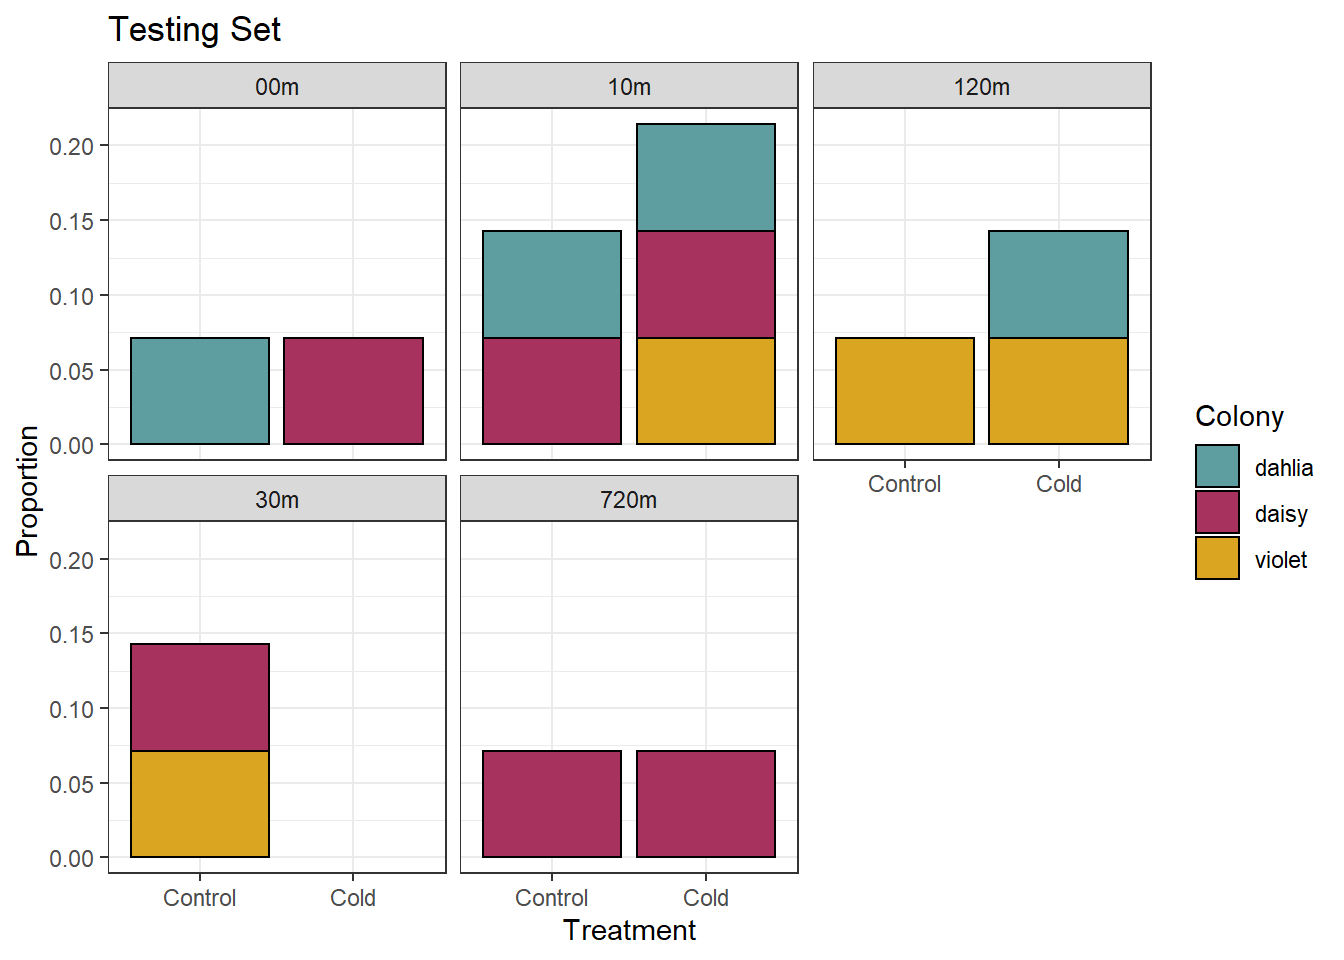 Testing Set
00m
10m
120m
0.20
0.15
0.10
0.05
0.00
Control
Cold
30m
720m
0.20
0.15
0.10
0.05
0.00
Control
Cold
Control
Cold
Treatment
Proportion
Colony
dahlia
daisy
violet